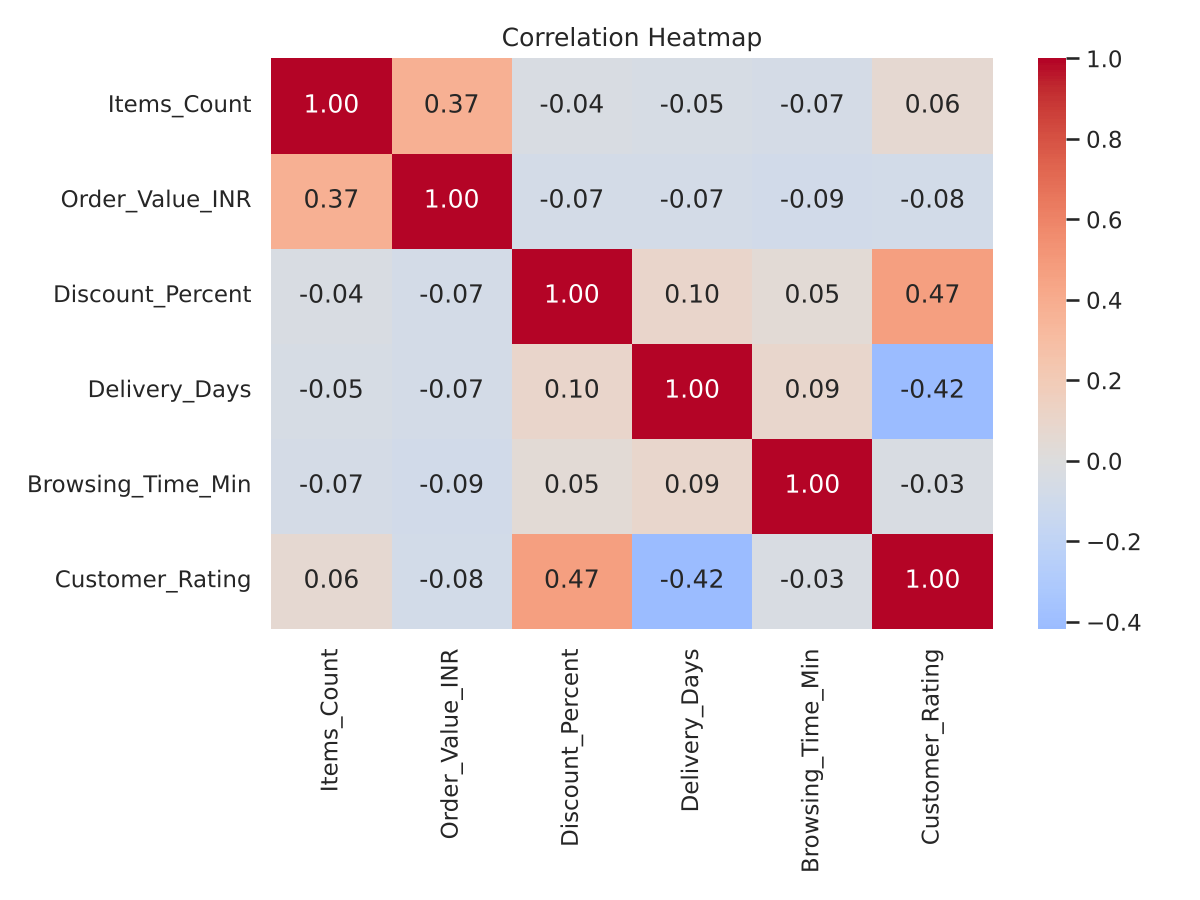 Correlation Heatmap
Items_Count 1.00 0.37 -0.04 -0.05 -0.07 0.06
Order_Value_INR 0.37 1.00 -0.07 -0.07 -0.09 -0.08
Discount_Percent -0.04 -0.07 1.00 0.10 0.05 0.47
Delivery_Days -0.05 -0.07 0.10 1.00 0.09 -0.42
Browsing_Time_Min -0.07 -0.09 0.05 0.09 1.00 -0.03
Customer_Rating 0.06 -0.08 0.47 -0.42 -0.03 1.00
Items_Count
Order_Value_INR
Discount_Percent
Delivery_Days
Browsing_Time_Min
Customer_Rating
1.0
0.8
0.6
0.4
0.2
0.0
−0.2
−0.4